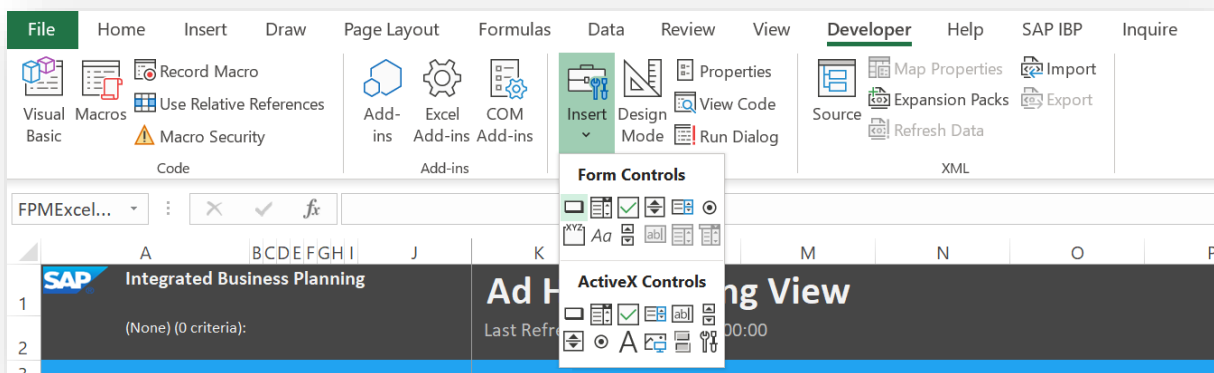 File Home Insert Draw Page Layout Formulas Data Review View Developer Help SAP IBP Inquire
Visual Basic
Macros
Record Macro
Use Relative References
Macro Security
Code
Add-ins
Excel Add-ins
COM Add-ins
Add-ins
Insert
Design Mode
Properties
View Code
Run Dialog
Source
Map Properties
Expansion Packs
Refresh Data
Import
Export
XML
Form Controls
XYZ
Aa
ab|
ActiveX Controls
ab|
A
FPMExcel...
fx
A B C D E F G H I J K M N O P
1
SAP
Integrated Business Planning
(None) (0 criteria):
2
Ad H
ng View
Last Refre
00:00
3